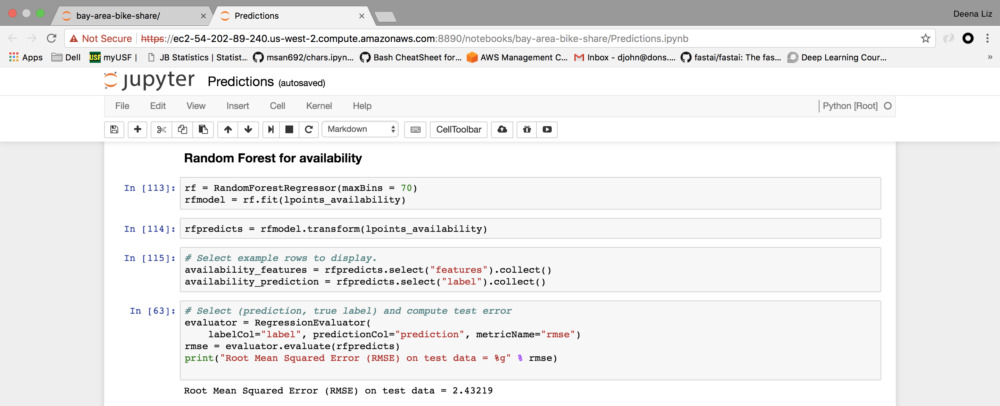 bay-area-bike-share/
Predictions
Deena Liz
Not Secure https://ec2-54-202-89-240.us-west-2.compute.amazonaws.com:8890/notebooks/bay-area-bike-share/Predictions.ipynb
Apps Dell USF myUSF | JB Statistics | Statist... msan692/chars.ipyn... Bash CheatSheet for... AWS Management C... Inbox - djohn@dons.... fastai/fastai: The fas... Deep Learning Cour... »
jupyter Predictions (autosaved)
File Edit View Insert Cell Kernel Help Python [Root]
Markdown CellToolbar
Random Forest for availability
In [113]: rf = RandomForestRegressor(maxBins = 70)
rfmodel = rf.fit(lpoints_availability)
In [114]: rfpredicts = rfmodel.transform(lpoints_availability)
In [115]: # Select example rows to display.
availability_features = rfpredicts.select("features").collect()
availability_prediction = rfpredicts.select("label").collect()
In [63]: # Select (prediction, true label) and compute test error
evaluator = RegressionEvaluator(
labelCol="label", predictionCol="prediction", metricName="rmse")
rmse = evaluator.evaluate(rfpredicts)
print("Root Mean Squared Error (RMSE) on test data = %g" % rmse)
Root Mean Squared Error (RMSE) on test data = 2.43219